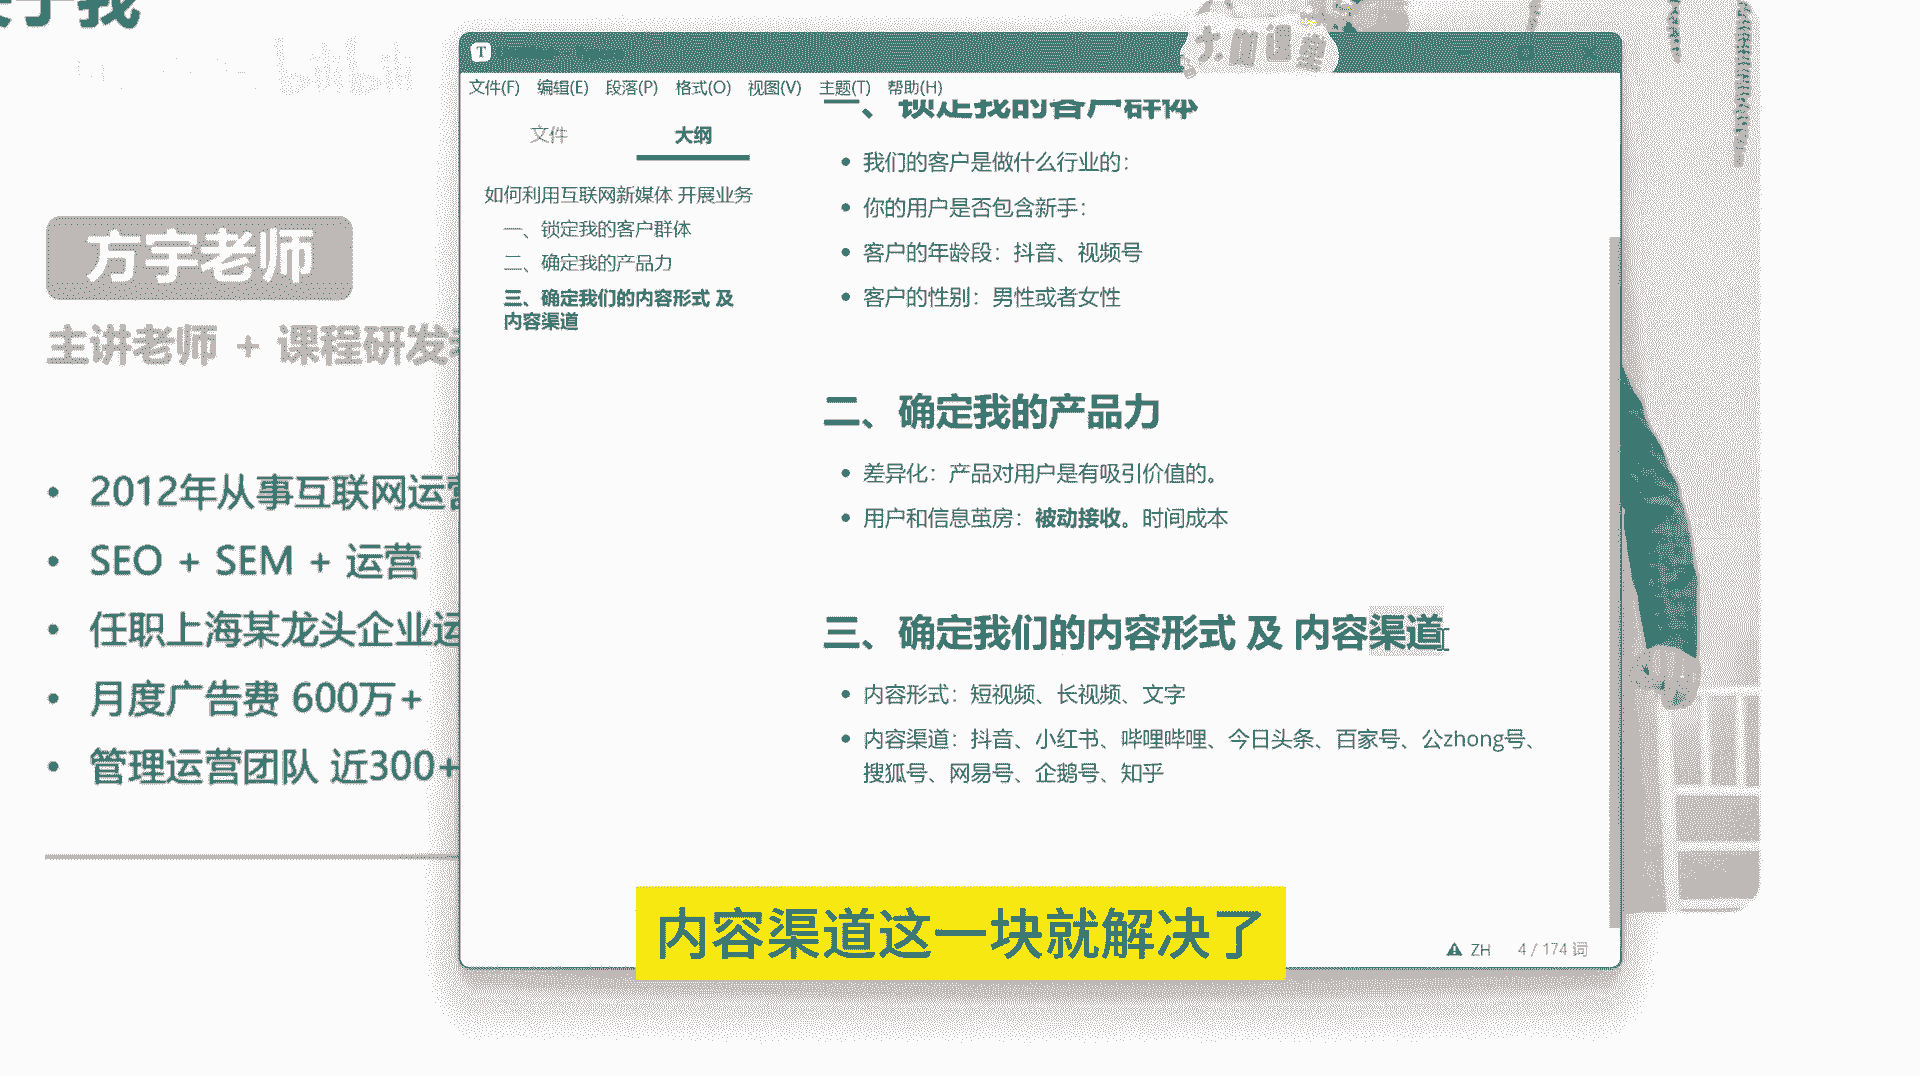 bilibili
方宇老师
主讲老师 + 课程研发
2012年从事互联网运营
SEO + SEM + 运营
任职上海某龙头企业运
月度广告费 600万+
管理运营团队 近300+
T
文件(F) 编辑(E) 段落(P) 格式(O) 视图(V) 主题(T) 帮助(H)
文件 大纲
如何利用互联网新媒体 开展业务
一、锁定我的客户群体
二、确定我的产品力
三、确定我们的内容形式 及
内容渠道
一、锁定我的客户群体
我们的客户是做什么行业的：
你的用户是否包含新手：
客户的年龄段：抖音、视频号
客户的性别：男性或者女性
二、确定我的产品力
差异化：产品对用户是有吸引价值的。
用户和信息茧房：被动接收。时间成本
三、确定我们的内容形式 及 内容渠道
内容形式：短视频、长视频、文字
内容渠道：抖音、小红书、哔哩哔哩、今日头条、百家号、公zhong号、
搜狐号、网易号、企鹅号、知乎
ZH 4 / 174 词
内容渠道这一块就解决了